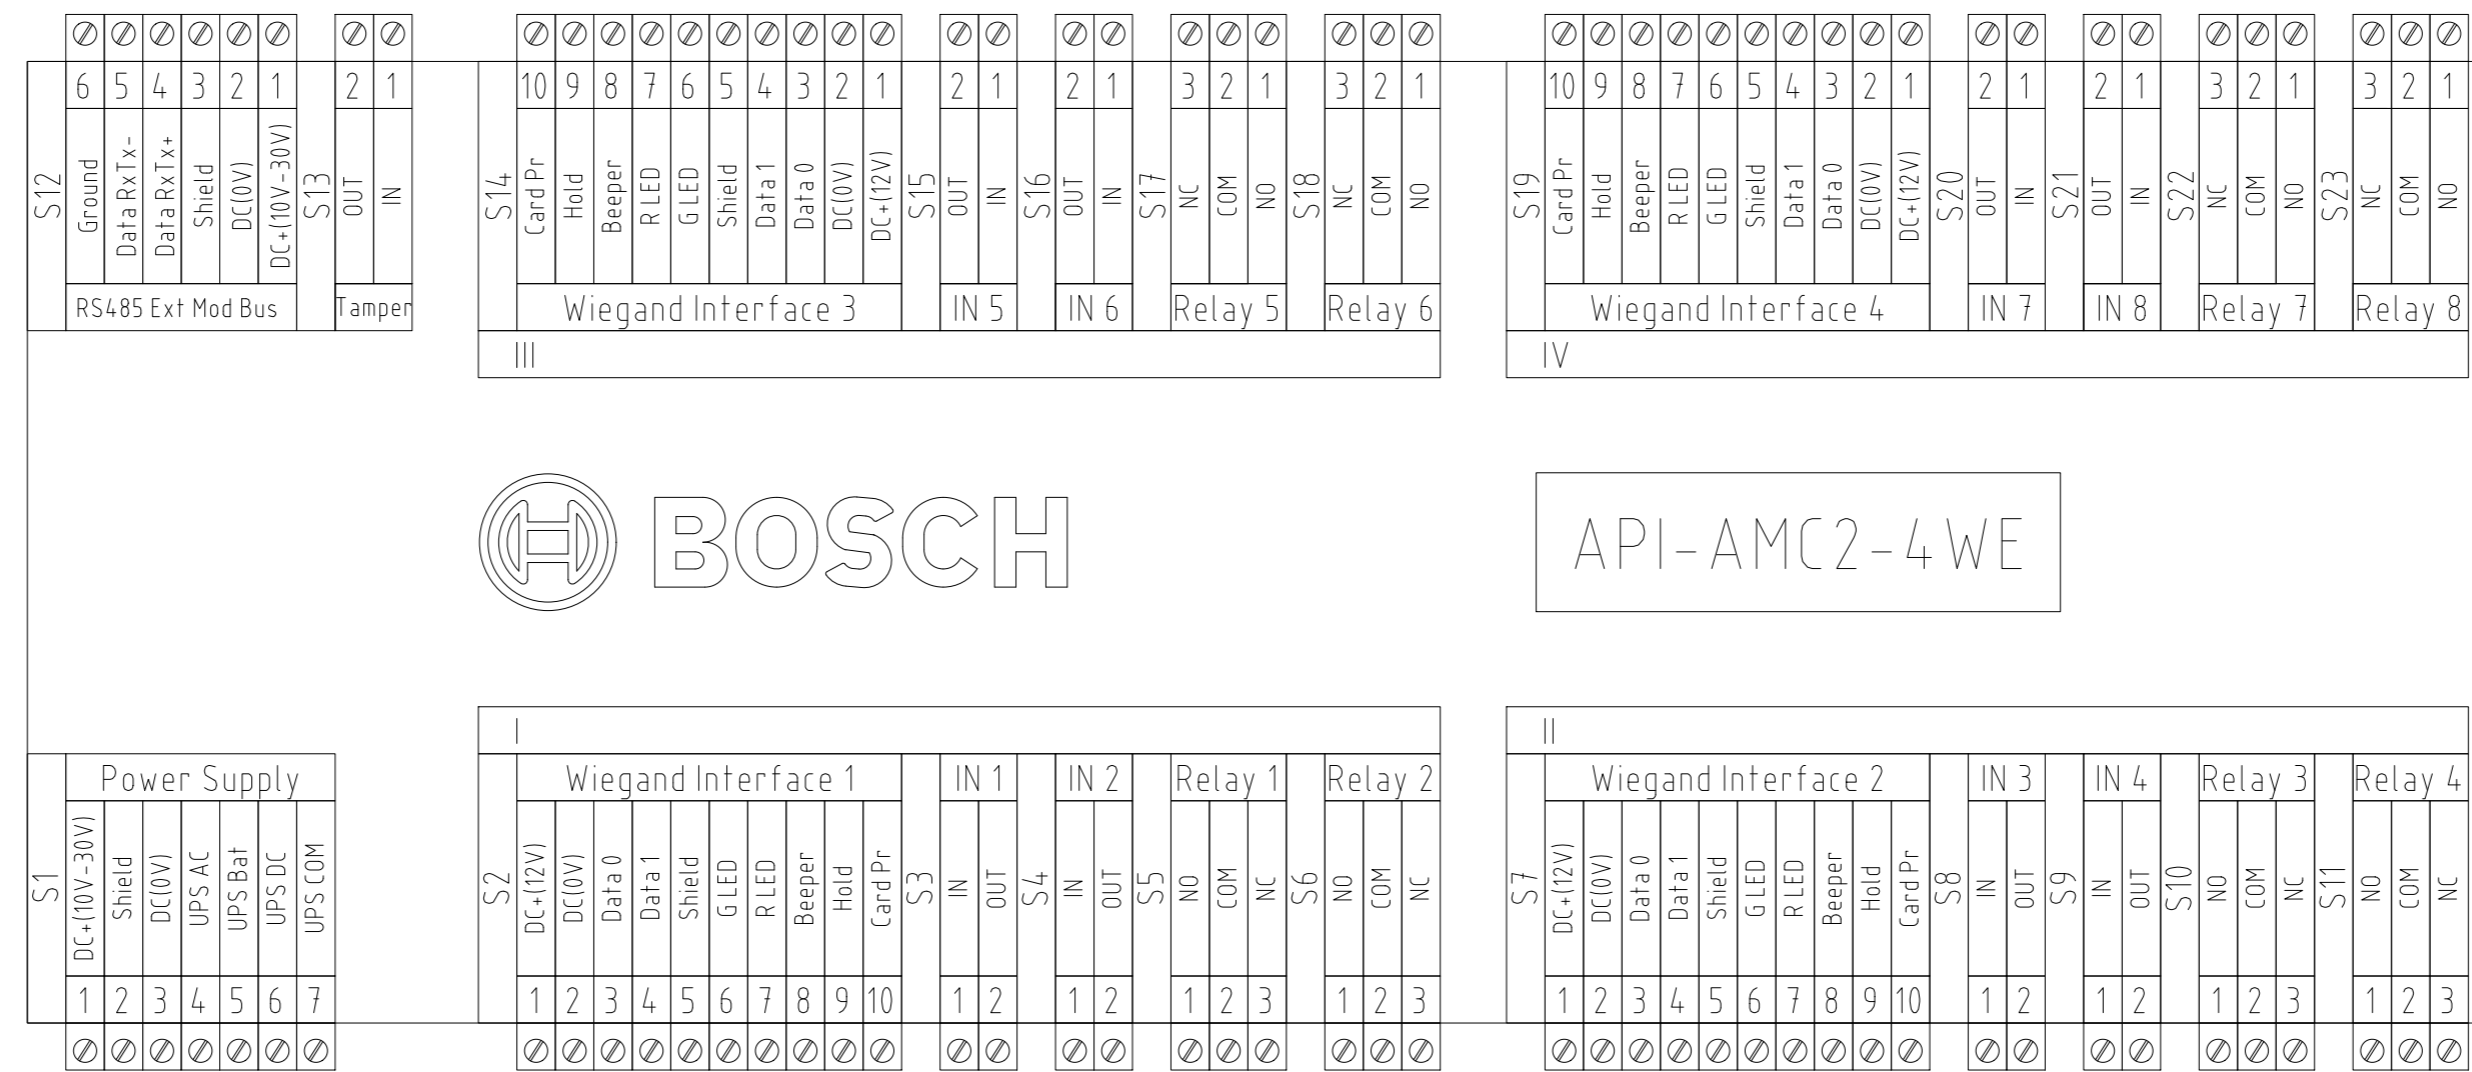 6 5 4 3 2 1 2 1 10 9 8 7 6 5 4 3 2 1 2 1 2 1 3 2 1 3 2 1 10 9 8 7 6 5 4 3 2 1 2 1 2 1 3 2 1 3 2 1
S12 Ground Data RxTx- Data RxTx+ Shield DC(0V) DC+(10V-30V) S13 OUT IN S14 Card Pr Hold Beeper R LED G LED Shield Data 1 Data 0 DC(0V) DC+(12V) S15 OUT IN S16 OUT IN S17 NC COM NO S18 NC COM NO S19 Card Pr Hold Beeper R LED G LED Shield Data 1 Data 0 DC(0V) DC+(12V) S20 OUT IN S21 OUT IN S22 NC COM NO S23 NC COM NO
RS485 Ext Mod Bus Tamper Wiegand Interface 3 IN 5 IN 6 Relay 5 Relay 6 Wiegand Interface 4 IN 7 IN 8 Relay 7 Relay 8
III IV
BOSCH API-AMC2-4WE
I II
Power Supply Wiegand Interface 1 IN 1 IN 2 Relay 1 Relay 2 Wiegand Interface 2 IN 3 IN 4 Relay 3 Relay 4
S1 DC+(10V-30V) Shield DC(0V) UPS AC UPS Bat UPS DC UPS COM S2 DC+(12V) DC(0V) Data 0 Data 1 Shield G LED R LED Beeper Hold Card Pr S3 IN OUT S4 IN OUT S5 NO COM NC S6 NO COM NC S7 DC+(12V) DC(0V) Data 0 Data 1 Shield G LED R LED Beeper Hold Card Pr S8 IN OUT S9 IN OUT S10 NO COM NC S11 NO COM NC
1 2 3 4 5 6 7 1 2 3 4 5 6 7 8 9 10 1 2 1 2 1 2 3 1 2 3 1 2 3 4 5 6 7 8 9 10 1 2 1 2 1 2 3 1 2 3